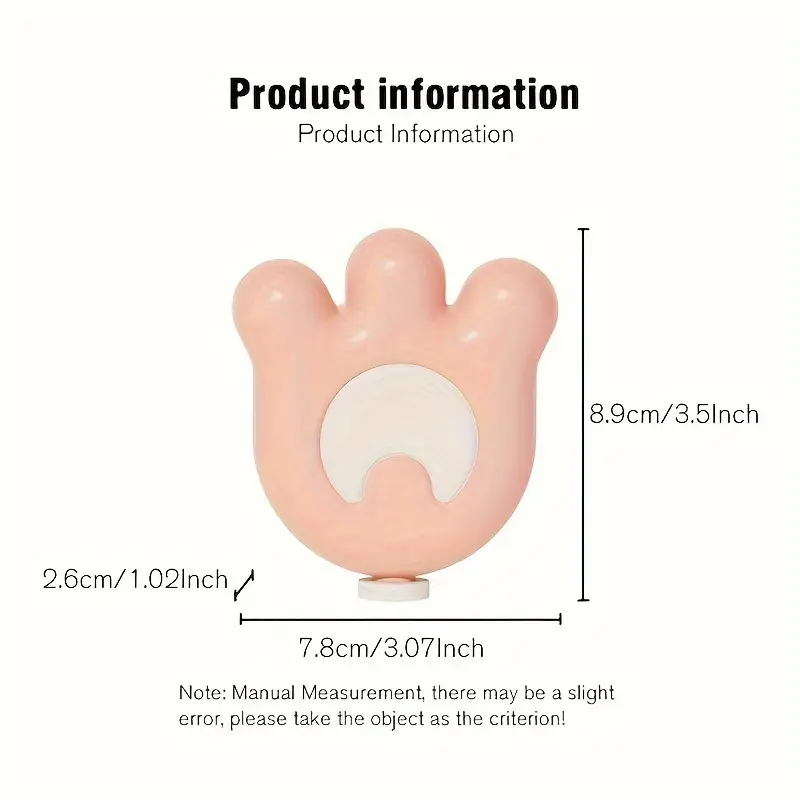 Product information
Product Information
8.9cm/3.5Inch
2.6cm/1.02Inch
7.8cm/3.07Inch
Note: Manual Measurement, there may be a slight
error, please take the object as the criterion!